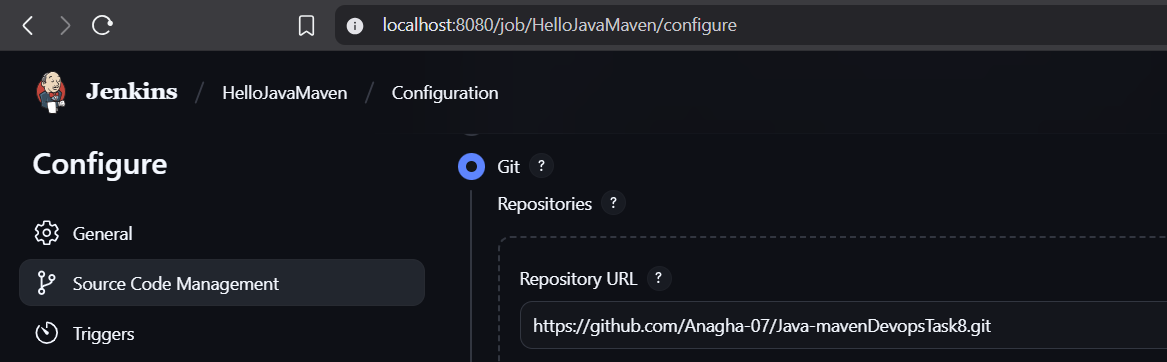 localhost:8080/job/HelloJavaMaven/configure
Jenkins / HelloJavaMaven / Configuration
Configure
General
Source Code Management
Triggers
Git ?
Repositories ?
Repository URL ?
https://github.com/Anagha-07/Java-mavenDevopsTask8.git